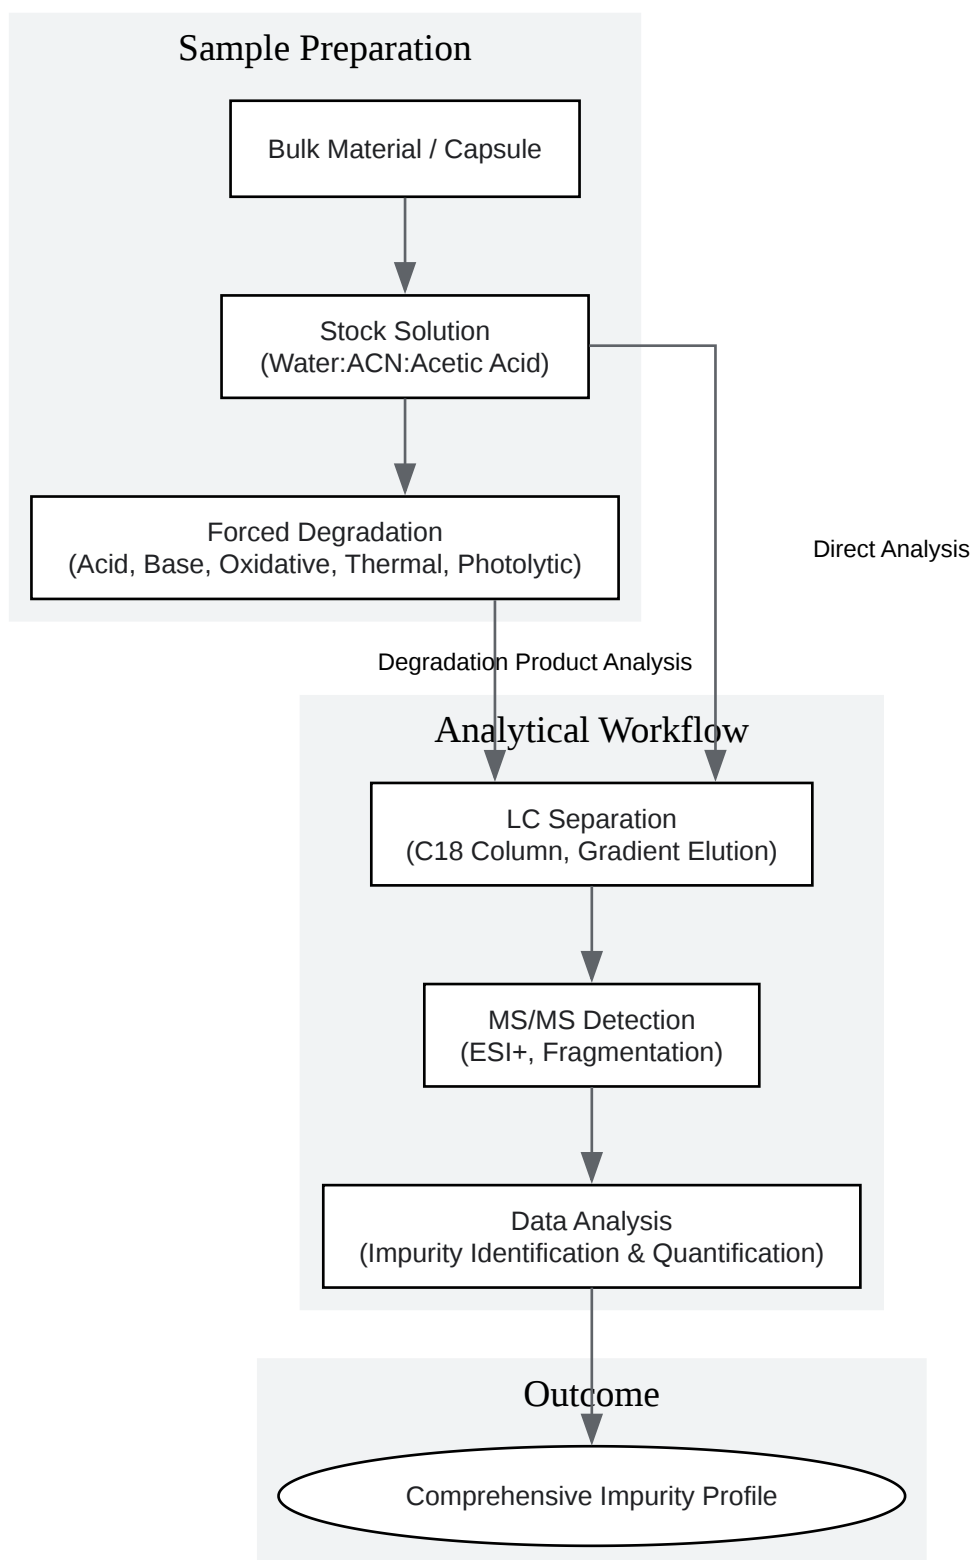 Sample Preparation
Bulk Material / Capsule
Stock Solution
(Water:ACN:Acetic Acid)
Forced Degradation
(Acid, Base, Oxidative, Thermal, Photolytic)
Direct Analysis
Degradation Product Analysis
Analytical Workflow
LC Separation
(C18 Column, Gradient Elution)
MS/MS Detection
(ESI+, Fragmentation)
Data Analysis
(Impurity Identification & Quantification)
Outcome
Comprehensive Impurity Profile